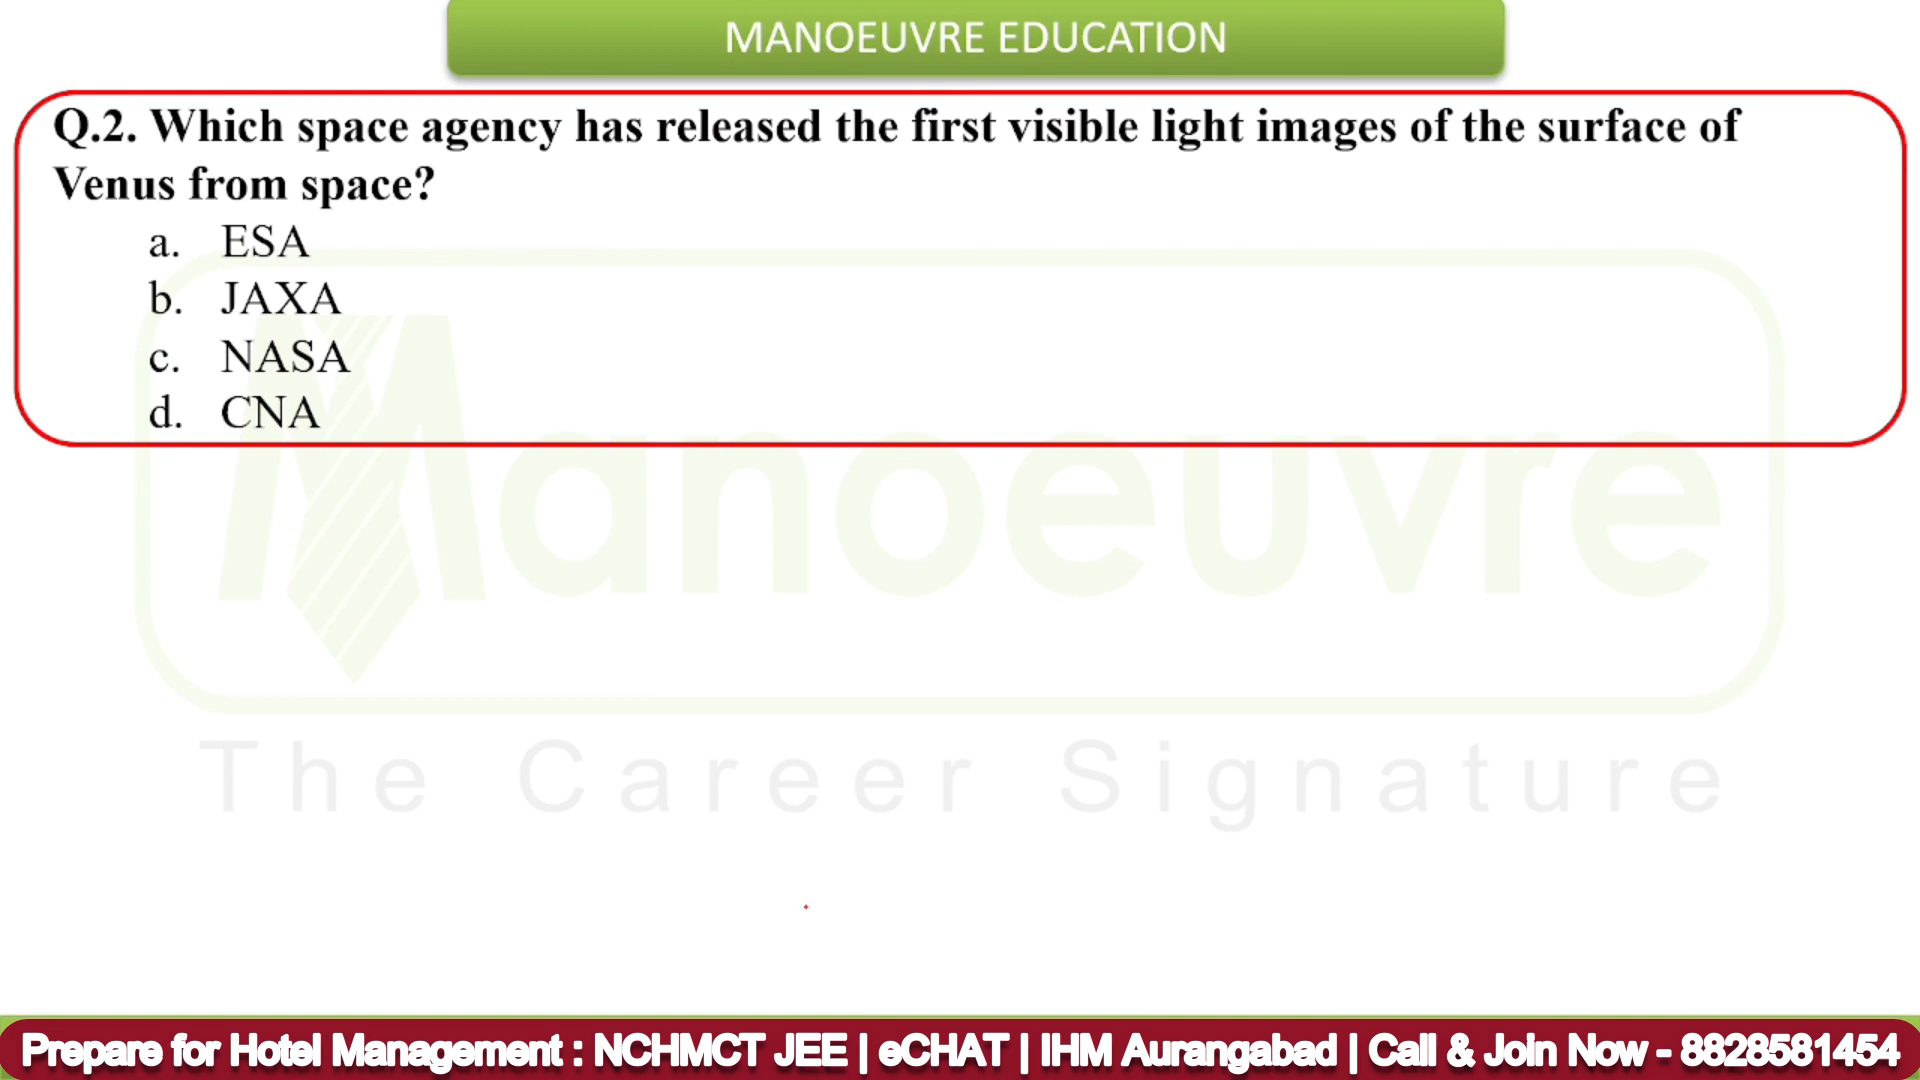 MANOEUVRE EDUCATION
Q.2. Which space agency has released the first visible light images of the surface of
Venus from space?
a. ESA
b. JAXA
c. NASA
d. CNA
Manoeuvre
The Career Signature
Prepare for Hotel Management : NCHMCT JEE | eCHAT | IHM Aurangabad | Call & Join Now - 8828581454